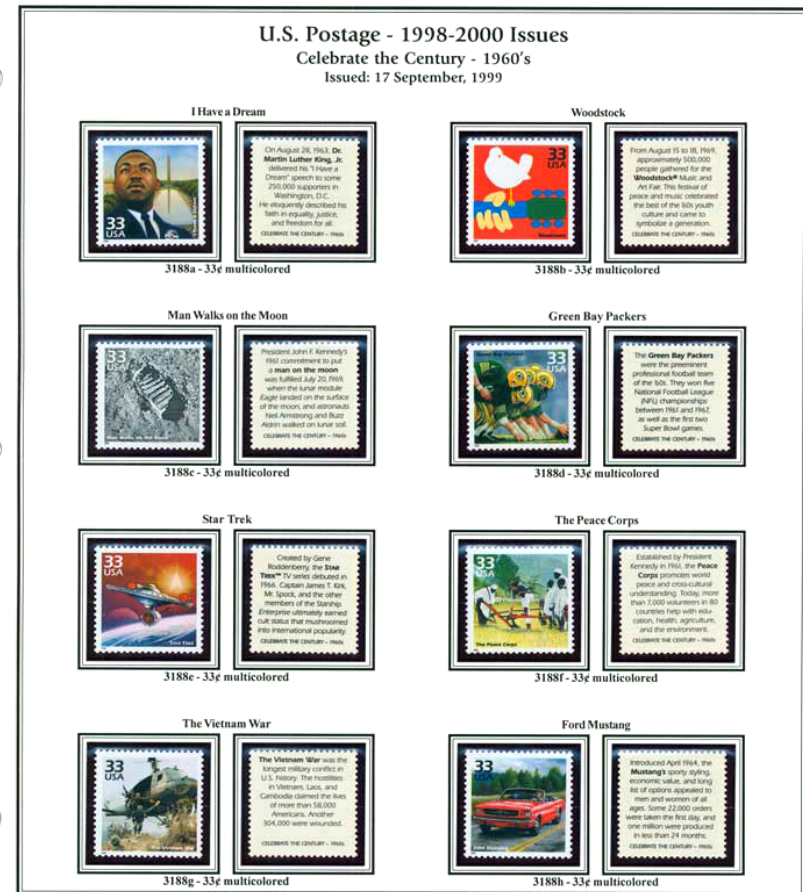 U.S. Postage - 1998-2000 Issues
Celebrate the Century - 1960's
Issued: 17 September, 1999
I Have a Dream
33
USA
On August 28, 1963, Dr.
Martin Luther King, Jr.
delivered his "I Have a
Dream" speech to some
250,000 supporters in
Washington, D.C.
He eloquently described his
faith in equality, justice,
and freedom for all.
CELEBRATE THE CENTURY – 1960s
3188a - 33¢ multicolored
Woodstock
33
USA
Woodstock
From August 15 to 18, 1969,
approximately 500,000
people gathered for the
Woodstock® Music and
Art Fair. This festival of
peace and music celebrated
the best of the '60s youth
culture and came to
symbolize a generation.
CELEBRATE THE CENTURY – 1960s
3188b - 33¢ multicolored
Man Walks on the Moon
33
USA
Man Walks on the Moon
President John F. Kennedy's
1961 commitment to put
a man on the moon
was fulfilled July 20, 1969,
when the lunar module
Eagle landed on the surface
of the moon, and astronauts
Neil Armstrong and Buzz
Aldrin walked on lunar soil.
CELEBRATE THE CENTURY – 1960s
3188c - 33¢ multicolored
Green Bay Packers
Green Bay Packers
33
USA
The Green Bay Packers
were the preeminent
professional football team
of the '60s. They won five
National Football League
(NFL) championships
between 1961 and 1967,
as well as the first two
Super Bowl games.
CELEBRATE THE CENTURY – 1960s
3188d - 33¢ multicolored
Star Trek
33
USA
Star Trek
Created by Gene
Roddenberry, the STAR
TREK™ TV series debuted in
1966. Captain James T. Kirk,
Mr. Spock, and the other
members of the Starship
Enterprise ultimately earned
cult status that mushroomed
into international popularity.
CELEBRATE THE CENTURY – 1960s
3188e - 33¢ multicolored
The Peace Corps
33
USA
The Peace Corps
Established by President
Kennedy in 1961, the Peace
Corps promotes world
peace and cross-cultural
understanding. Today, more
than 7,000 volunteers in 80
countries help with edu-
cation, health, agriculture,
and the environment.
CELEBRATE THE CENTURY – 1960s
3188f - 33¢ multicolored
The Vietnam War
33
USA
The Vietnam War
The Vietnam War was the
longest military conflict in
U.S. history. The hostilities
in Vietnam, Laos, and
Cambodia claimed the lives
of more than 58,000
Americans. Another
304,000 were wounded.
CELEBRATE THE CENTURY – 1960s
3188g - 33¢ multicolored
Ford Mustang
33
USA
Ford Mustang
Introduced April 1964, the
Mustang's sporty styling,
economic value, and long
list of options appealed to
men and women of all
ages. Some 22,000 orders
were taken the first day, and
one million were produced
in less than 24 months.
CELEBRATE THE CENTURY – 1960s
3188h - 33¢ multicolored